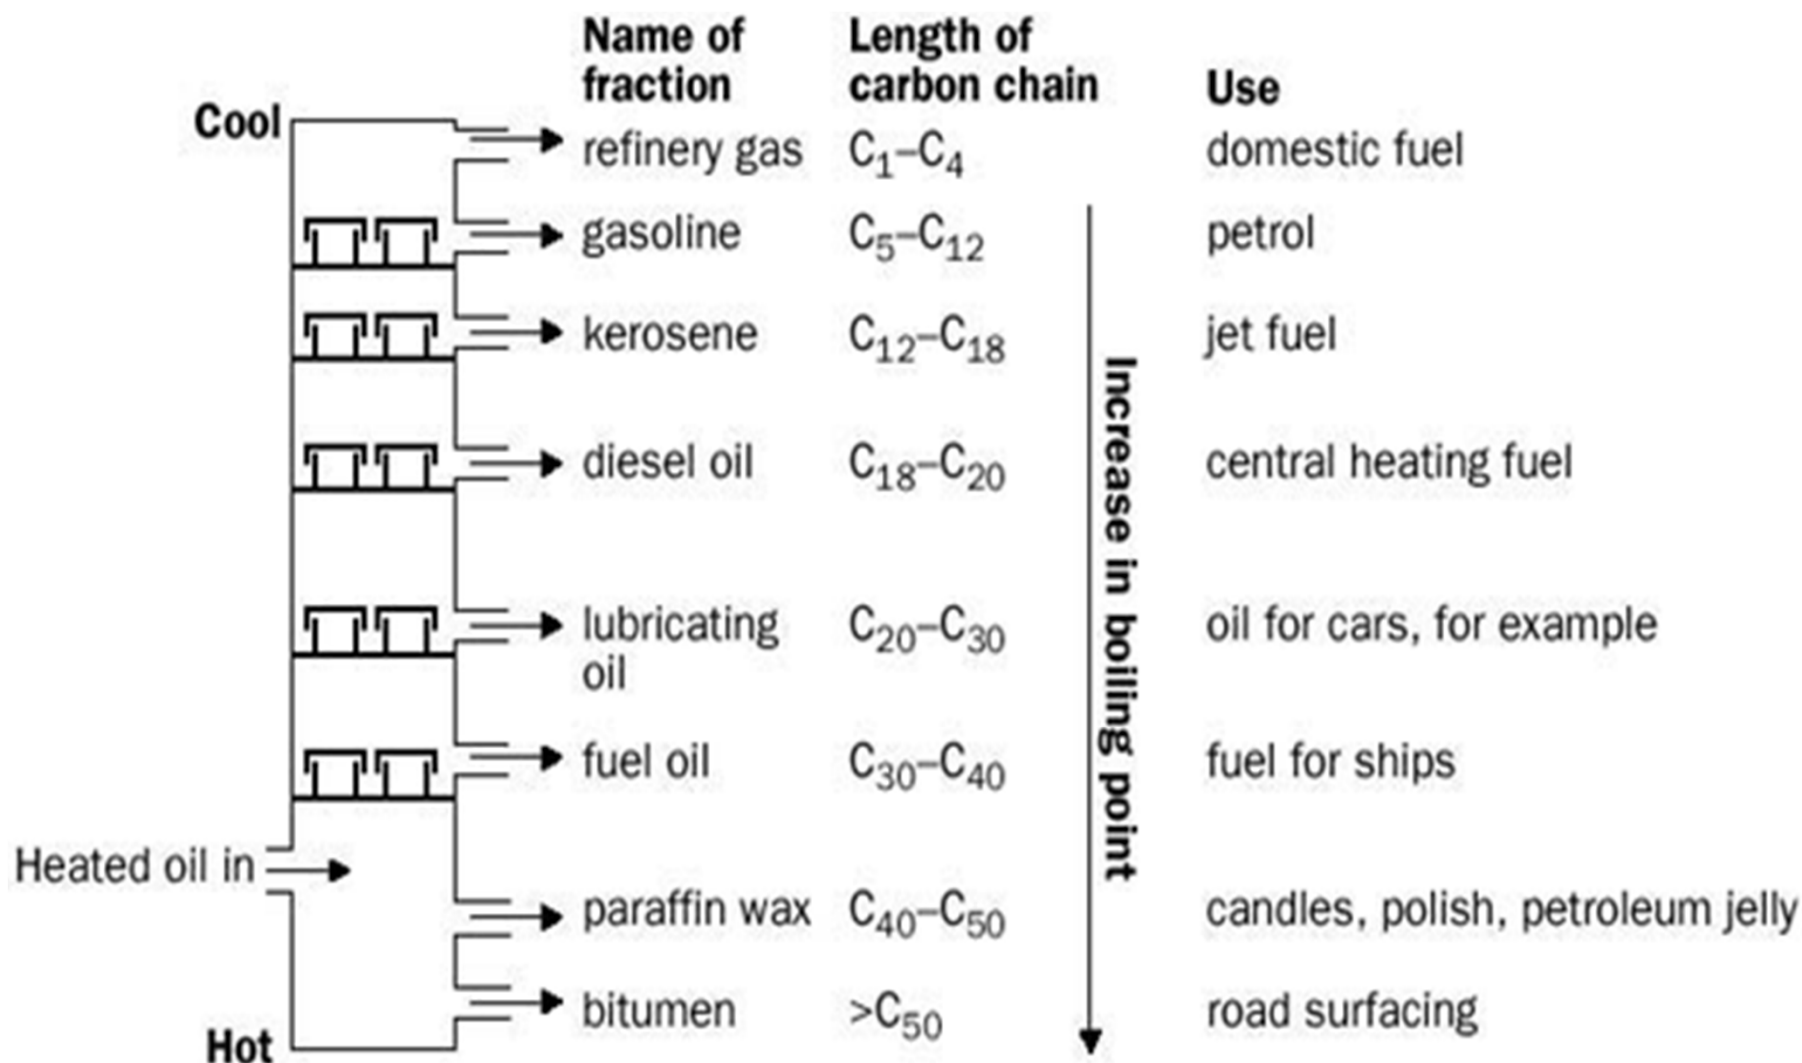 Name of fraction Length of carbon chain Use
Cool
refinery gas C₁–C₄ domestic fuel
gasoline C₅–C₁₂ petrol
kerosene C₁₂–C₁₈ jet fuel
diesel oil C₁₈–C₂₀ central heating fuel
lubricating oil C₂₀–C₃₀ oil for cars, for example
fuel oil C₃₀–C₄₀ fuel for ships
Heated oil in
paraffin wax C₄₀–C₅₀ candles, polish, petroleum jelly
bitumen >C₅₀ road surfacing
Hot
Increase in boiling point